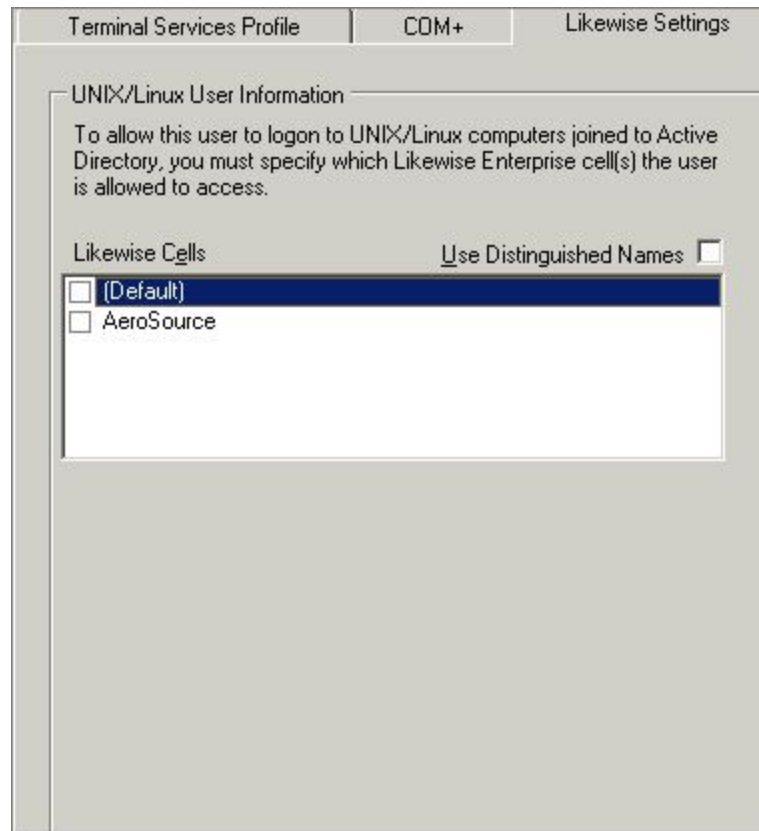 Terminal Services Profile
COM+
Likewise Settings
UNIX/Linux User Information
To allow this user to logon to UNIX/Linux computers joined to Active
Directory, you must specify which Likewise Enterprise cell(s) the user
is allowed to access.
Likewise Cells
Use Distinguished Names
(Default)
AeroSource